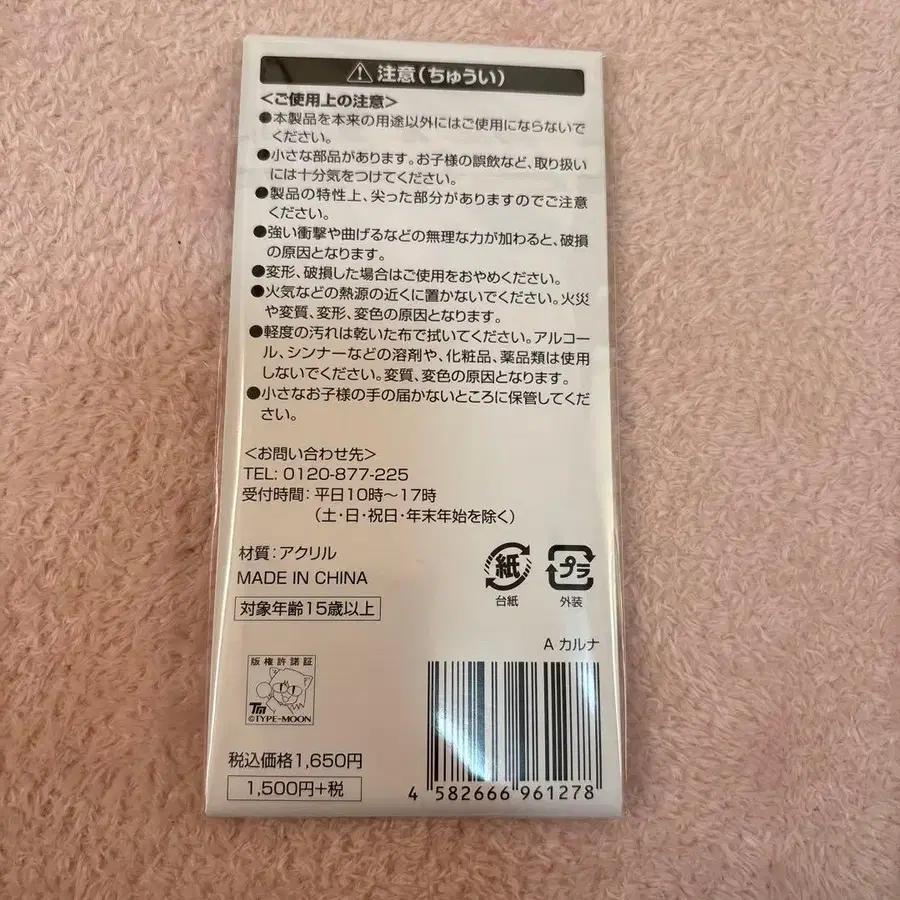 注意(ちゅうい)
<ご使用上の注意>
●本製品を本来の用途以外にはご使用にならないで
ください。
●小さな部品があります。お子様の誤飲など、取り扱い
には十分気をつけてください。
●製品の特性上、尖った部分がありますのでご注意
ください。
●強い衝撃や曲げるなどの無理な力が加わると、破損
の原因となります。
●変形、破損した場合はご使用をおやめください。
●火気などの熱源の近くに置かないでください。火災
や変質、変形、変色の原因となります。
●軽度の汚れは乾いた布で拭いてください。アルコー
ル、シンナーなどの溶剤や、化粧品、薬品類は使用
しないでください。変質、変色の原因となります。
●小さなお子様の手の届かないところに保管してくだ
さい。
<お問い合わせ先>
TEL: 0120-877-225
受付時間: 平日10時～17時
(土・日・祝日・年末年始を除く)
材質: アクリル
MADE IN CHINA
対象年齢15歳以上
紙
台紙
プラ
外装
A カルナ
版権許諾証
TM
©TYPE-MOON
税込価格1,650円
1,500円+税
4 582666 961278